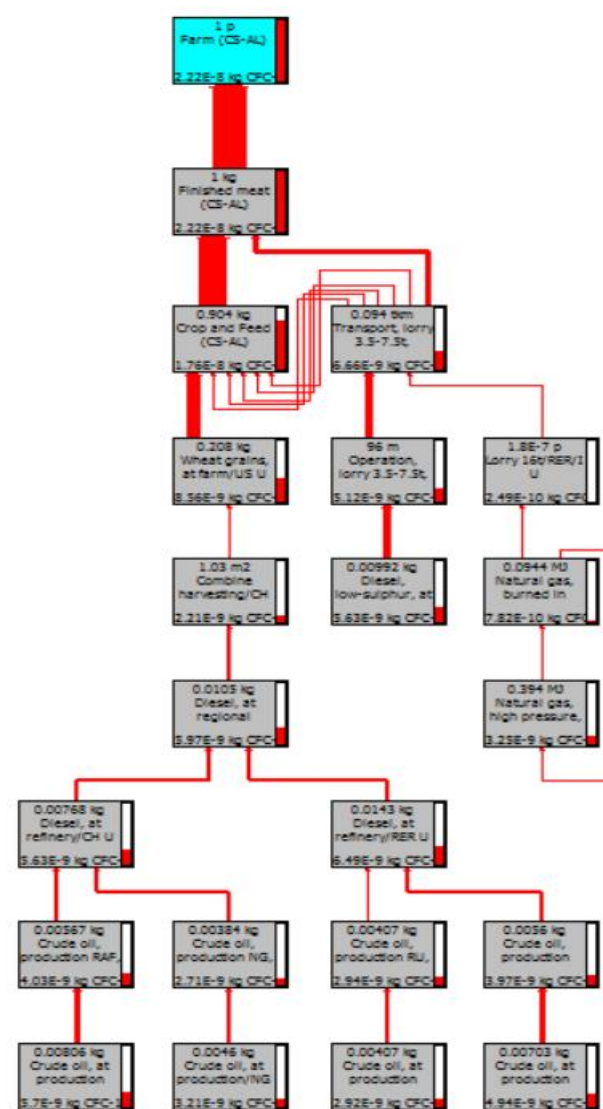 1 p
Farm (CS-AL)
2.22E-8 kg CFC-
1 kg
Finished meat
(CS-AL)
2.22E-8 kg CFC-
0.904 kg
Crop and Feed
(CS-AL)
1.76E-8 kg CFC-
0.094 tkm
Transport, lorry
3.5-7.5t,
6.66E-9 kg CFC-
0.208 kg
Wheat grains,
at farm/US U
8.56E-9 kg CFC-
96 m
Operation,
lorry 3.5-7.5t,
5.12E-9 kg CFC-
1.8E-7 p
Lorry 16t/RER/I
U
2.49E-10 kg CFC
1.03 m2
Combine
harvesting/CH
2.21E-9 kg CFC-
0.00992 kg
Diesel,
low-sulphur, at
5.63E-9 kg CFC-
0.0944 MJ
Natural gas,
burned in
7.82E-10 kg CFC-
0.0105 kg
Diesel, at
regional
5.97E-9 kg CFC-
0.394 MJ
Natural gas,
high pressure,
3.25E-9 kg CFC-
0.00768 kg
Diesel, at
refinery/CH U
5.63E-9 kg CFC-
0.0143 kg
Diesel, at
refinery/RER U
6.49E-9 kg CFC-
0.00567 kg
Crude oil,
production RAF,
4.03E-9 kg CFC-
0.00384 kg
Crude oil,
production NG,
2.71E-9 kg CFC-
0.00407 kg
Crude oil,
production RU,
2.94E-9 kg CFC-
0.0056 kg
Crude oil,
production
3.97E-9 kg CFC-
0.00806 kg
Crude oil, at
production
5.7E-9 kg CFC-1
0.0046 kg
Crude oil, at
production/NG
3.21E-9 kg CFC-
0.00407 kg
Crude oil, at
production
2.92E-9 kg CFC-
0.00703 kg
Crude oil, at
production
4.94E-9 kg CFC-